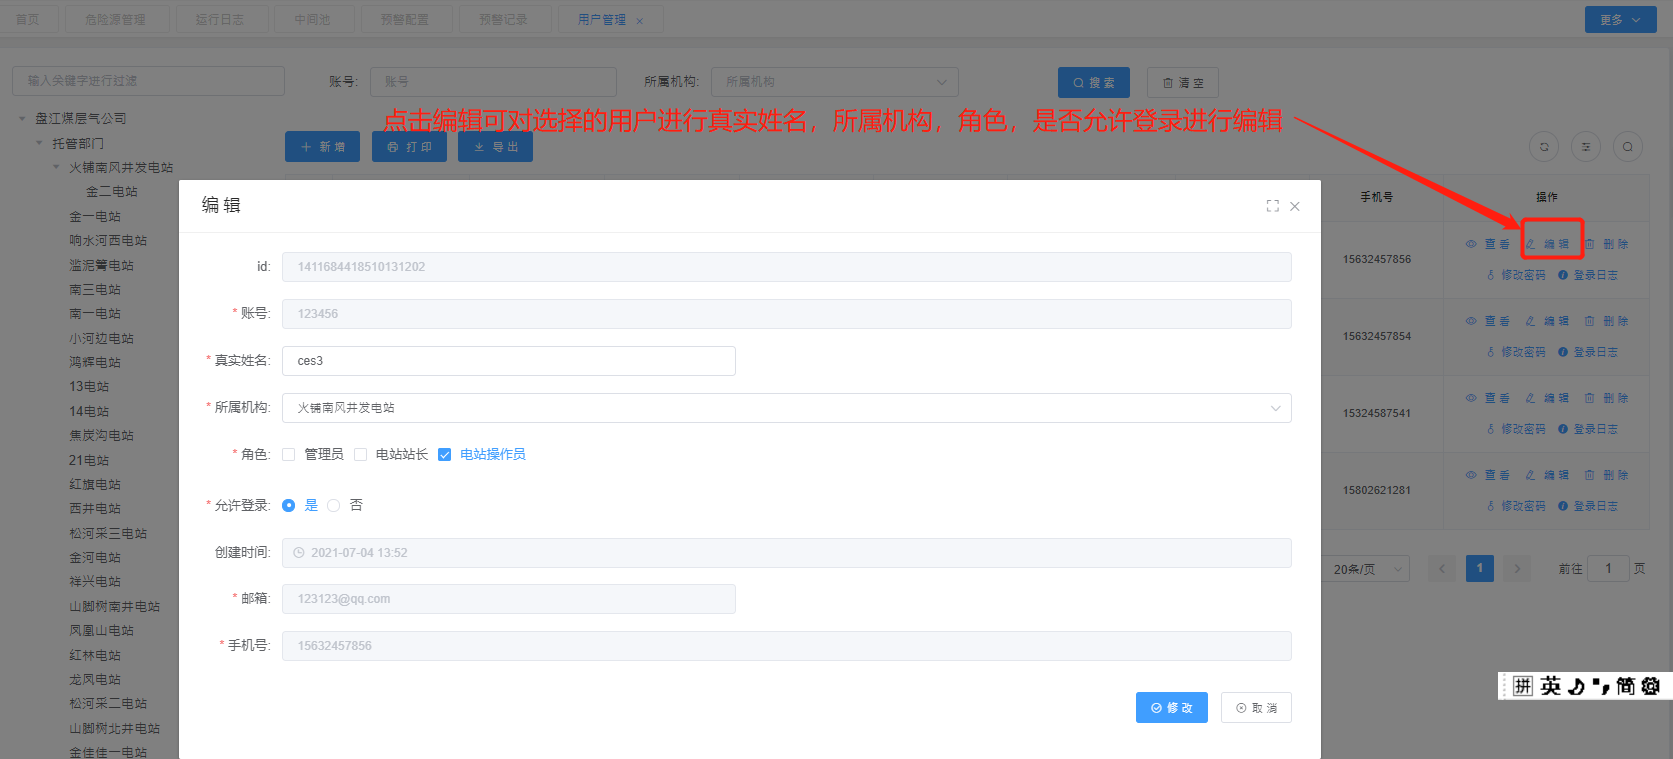 首页 危险源管理 运行日志 中间池 预警配置 预警记录 用户管理 × 更多
输入关键字进行过滤 账号: 账号 所属机构: 所属机构 搜 索 清 空
点击编辑可对选择的用户进行真实姓名，所属机构，角色，是否允许登录进行编辑
盘江煤层气公司
托管部门
火铺南风井发电站
金二电站
金一电站
响水河西电站
滥泥箐电站
南三电站
南一电站
小河边电站
鸿辉电站
13电站
14电站
焦炭沟电站
21电站
红旗电站
西井电站
松河采三电站
金河电站
祥兴电站
山脚树南井电站
凤凰山电站
红林电站
龙凤电站
松河采二电站
山脚树北井电站
金佳佳一电站
新 增 打 印 导 出
手机号 操作
15632457856 查 看 编 辑 删 除
修改密码 登录日志
15632457854 查 看 编 辑 删 除
修改密码 登录日志
15324587541 查 看 编 辑 删 除
修改密码 登录日志
15802621281 查 看 编 辑 删 除
修改密码 登录日志
20条/页 1 前往 1 页
编 辑
id: 1411684418510131202
* 账号: 123456
* 真实姓名: ces3
* 所属机构: 火铺南风井发电站
* 角色: 管理员 电站站长 电站操作员
* 允许登录: 是 否
创建时间: 2021-07-04 13:52
* 邮箱: 123123@qq.com
* 手机号: 15632457856
修 改 取 消
拼 英 简